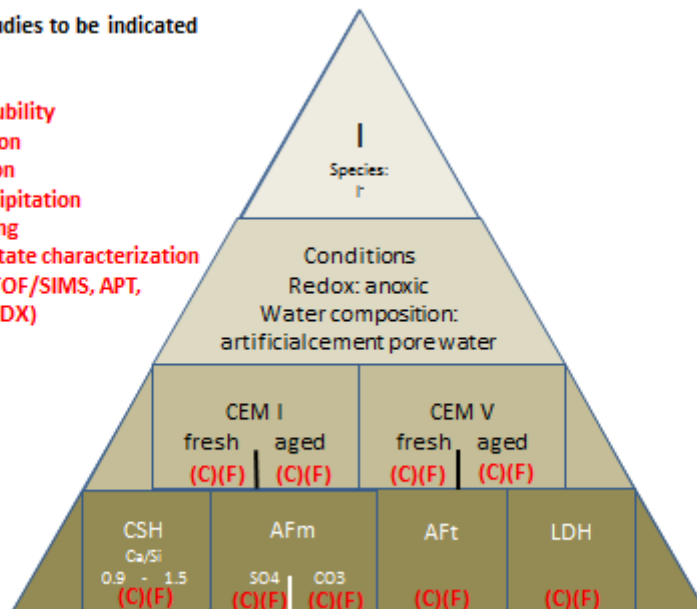 udies to be indicated
ubility
on
on
ipitation
ng
tate characterization
OF/SIMS, APT,
DX)
I
Species:
I-
Conditions
Redox: anoxic
Water composition:
artificialcement pore water
CEM I
fresh aged
(C)(F) (C)(F)
CEM V
fresh aged
(C)(F) (C)(F)
CSH
Ca/Si
0.9 - 1.5
(C)(F)
AFm
SO4 CO3
(C)(F) (C)(F)
AFt
(C)(F)
LDH
(C)(F)